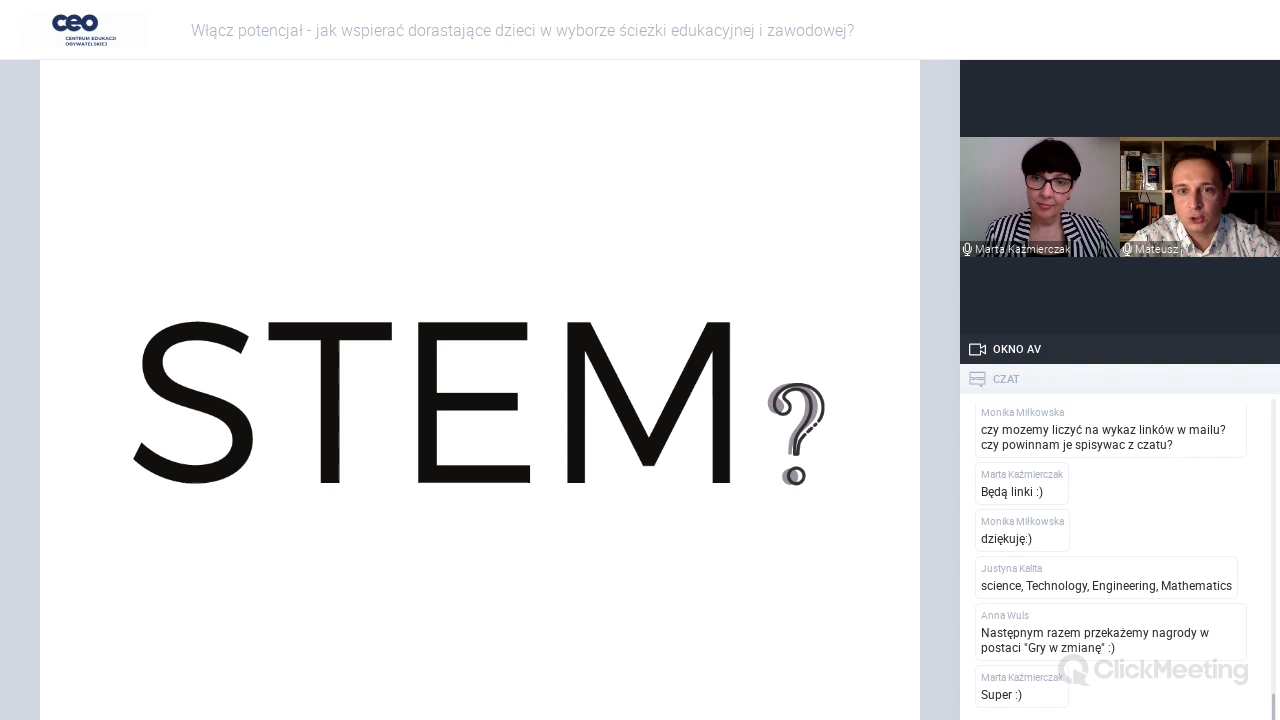 ceo
CENTRUM EDUKACJI
OBYWATELSKIEJ
Włącz potencjał - jak wspierać dorastające dzieci w wyborze ścieżki edukacyjnej i zawodowej?
STEM?
Marta Kaźmierczak
Mateusz
OKNO AV
CZAT
Monika Miłkowska
czy mozemy liczyć na wykaz linków w mailu?
czy powinnam je spisywac z czatu?
Marta Kaźmierczak
Będą linki :)
Monika Miłkowska
dziękuję:)
Justyna Kalita
science, Technology, Engineering, Mathematics
Anna Wuls
Następnym razem przekażemy nagrody w
postaci "Gry w zmianę" :)
Marta Kaźmierczak
Super :)
ClickMeeting